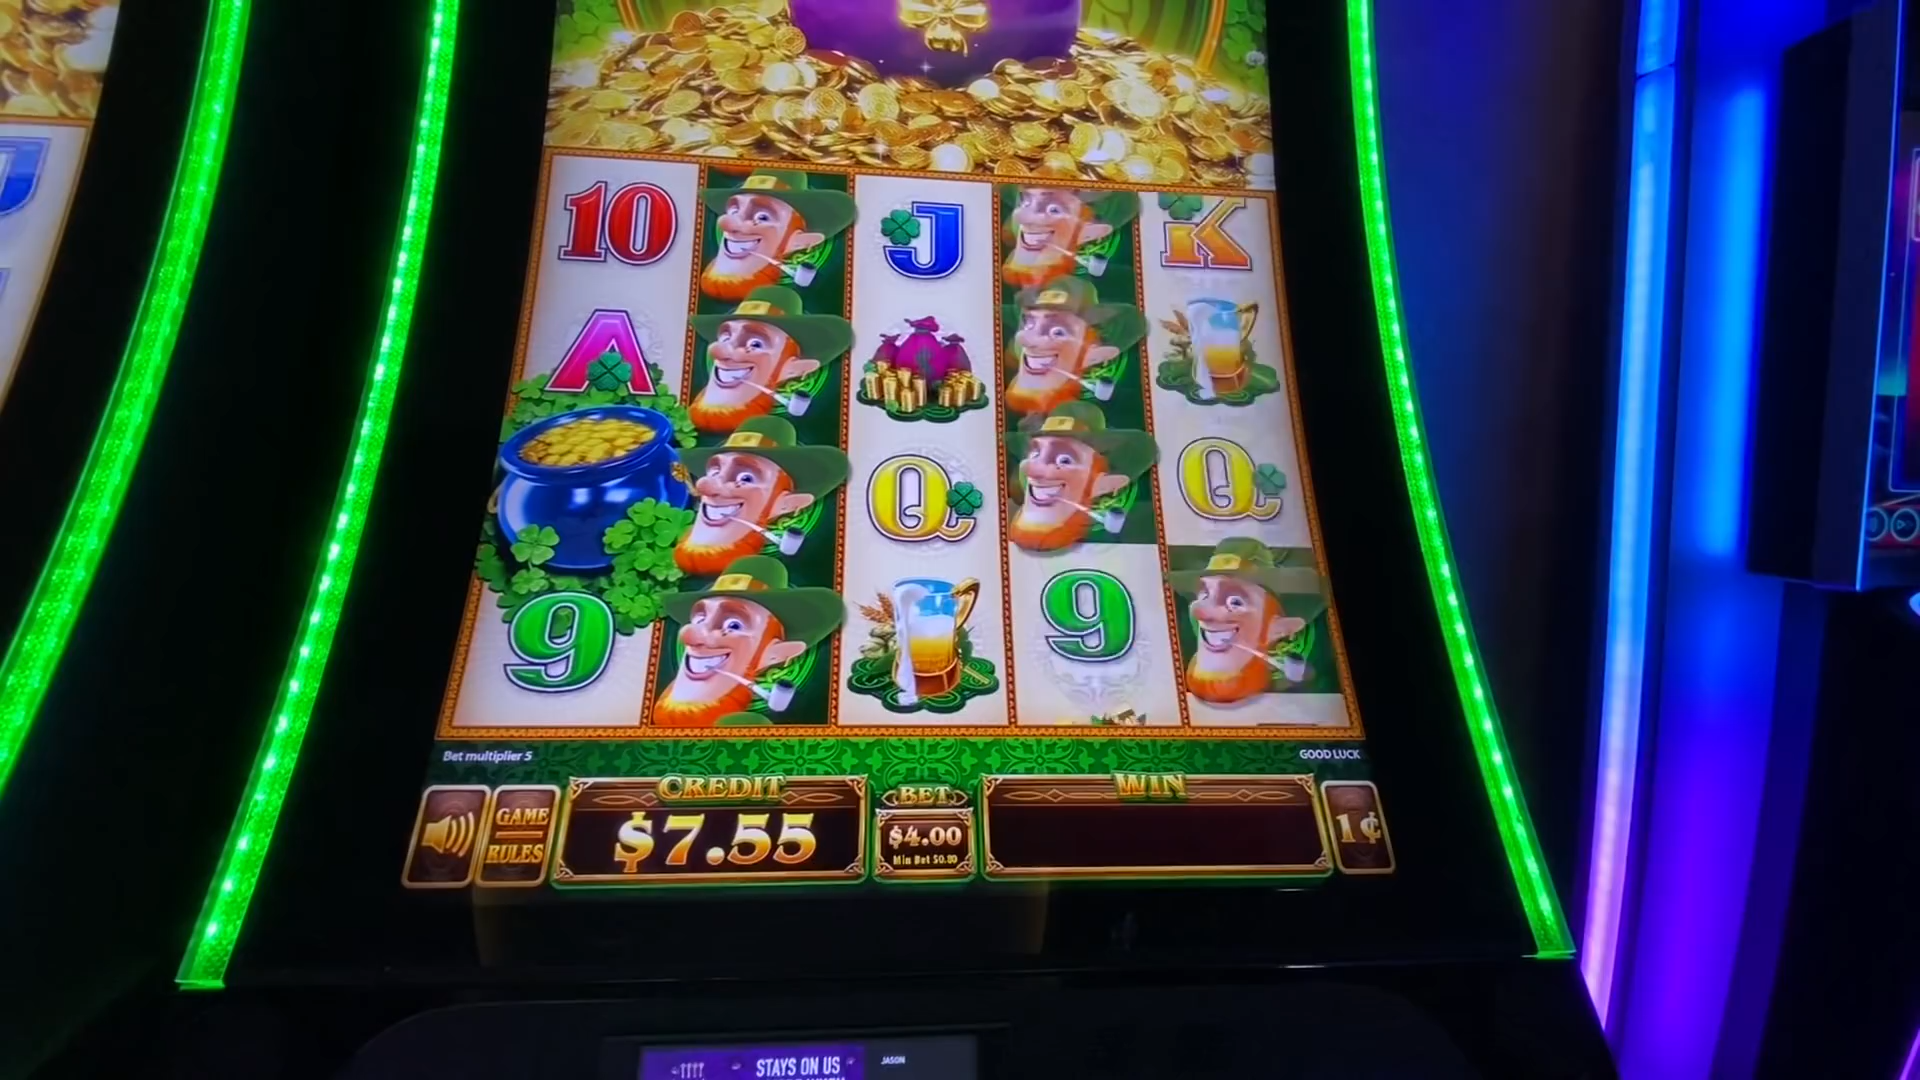 10
J
K
A
Q
Q
9
9
Bet multiplier 5
GOOD LUCK
GAME
RULES
CREDIT
$7.55
BET
$4.00
Min Bet $0.80
WIN
1¢
STAYS ON US
JASON